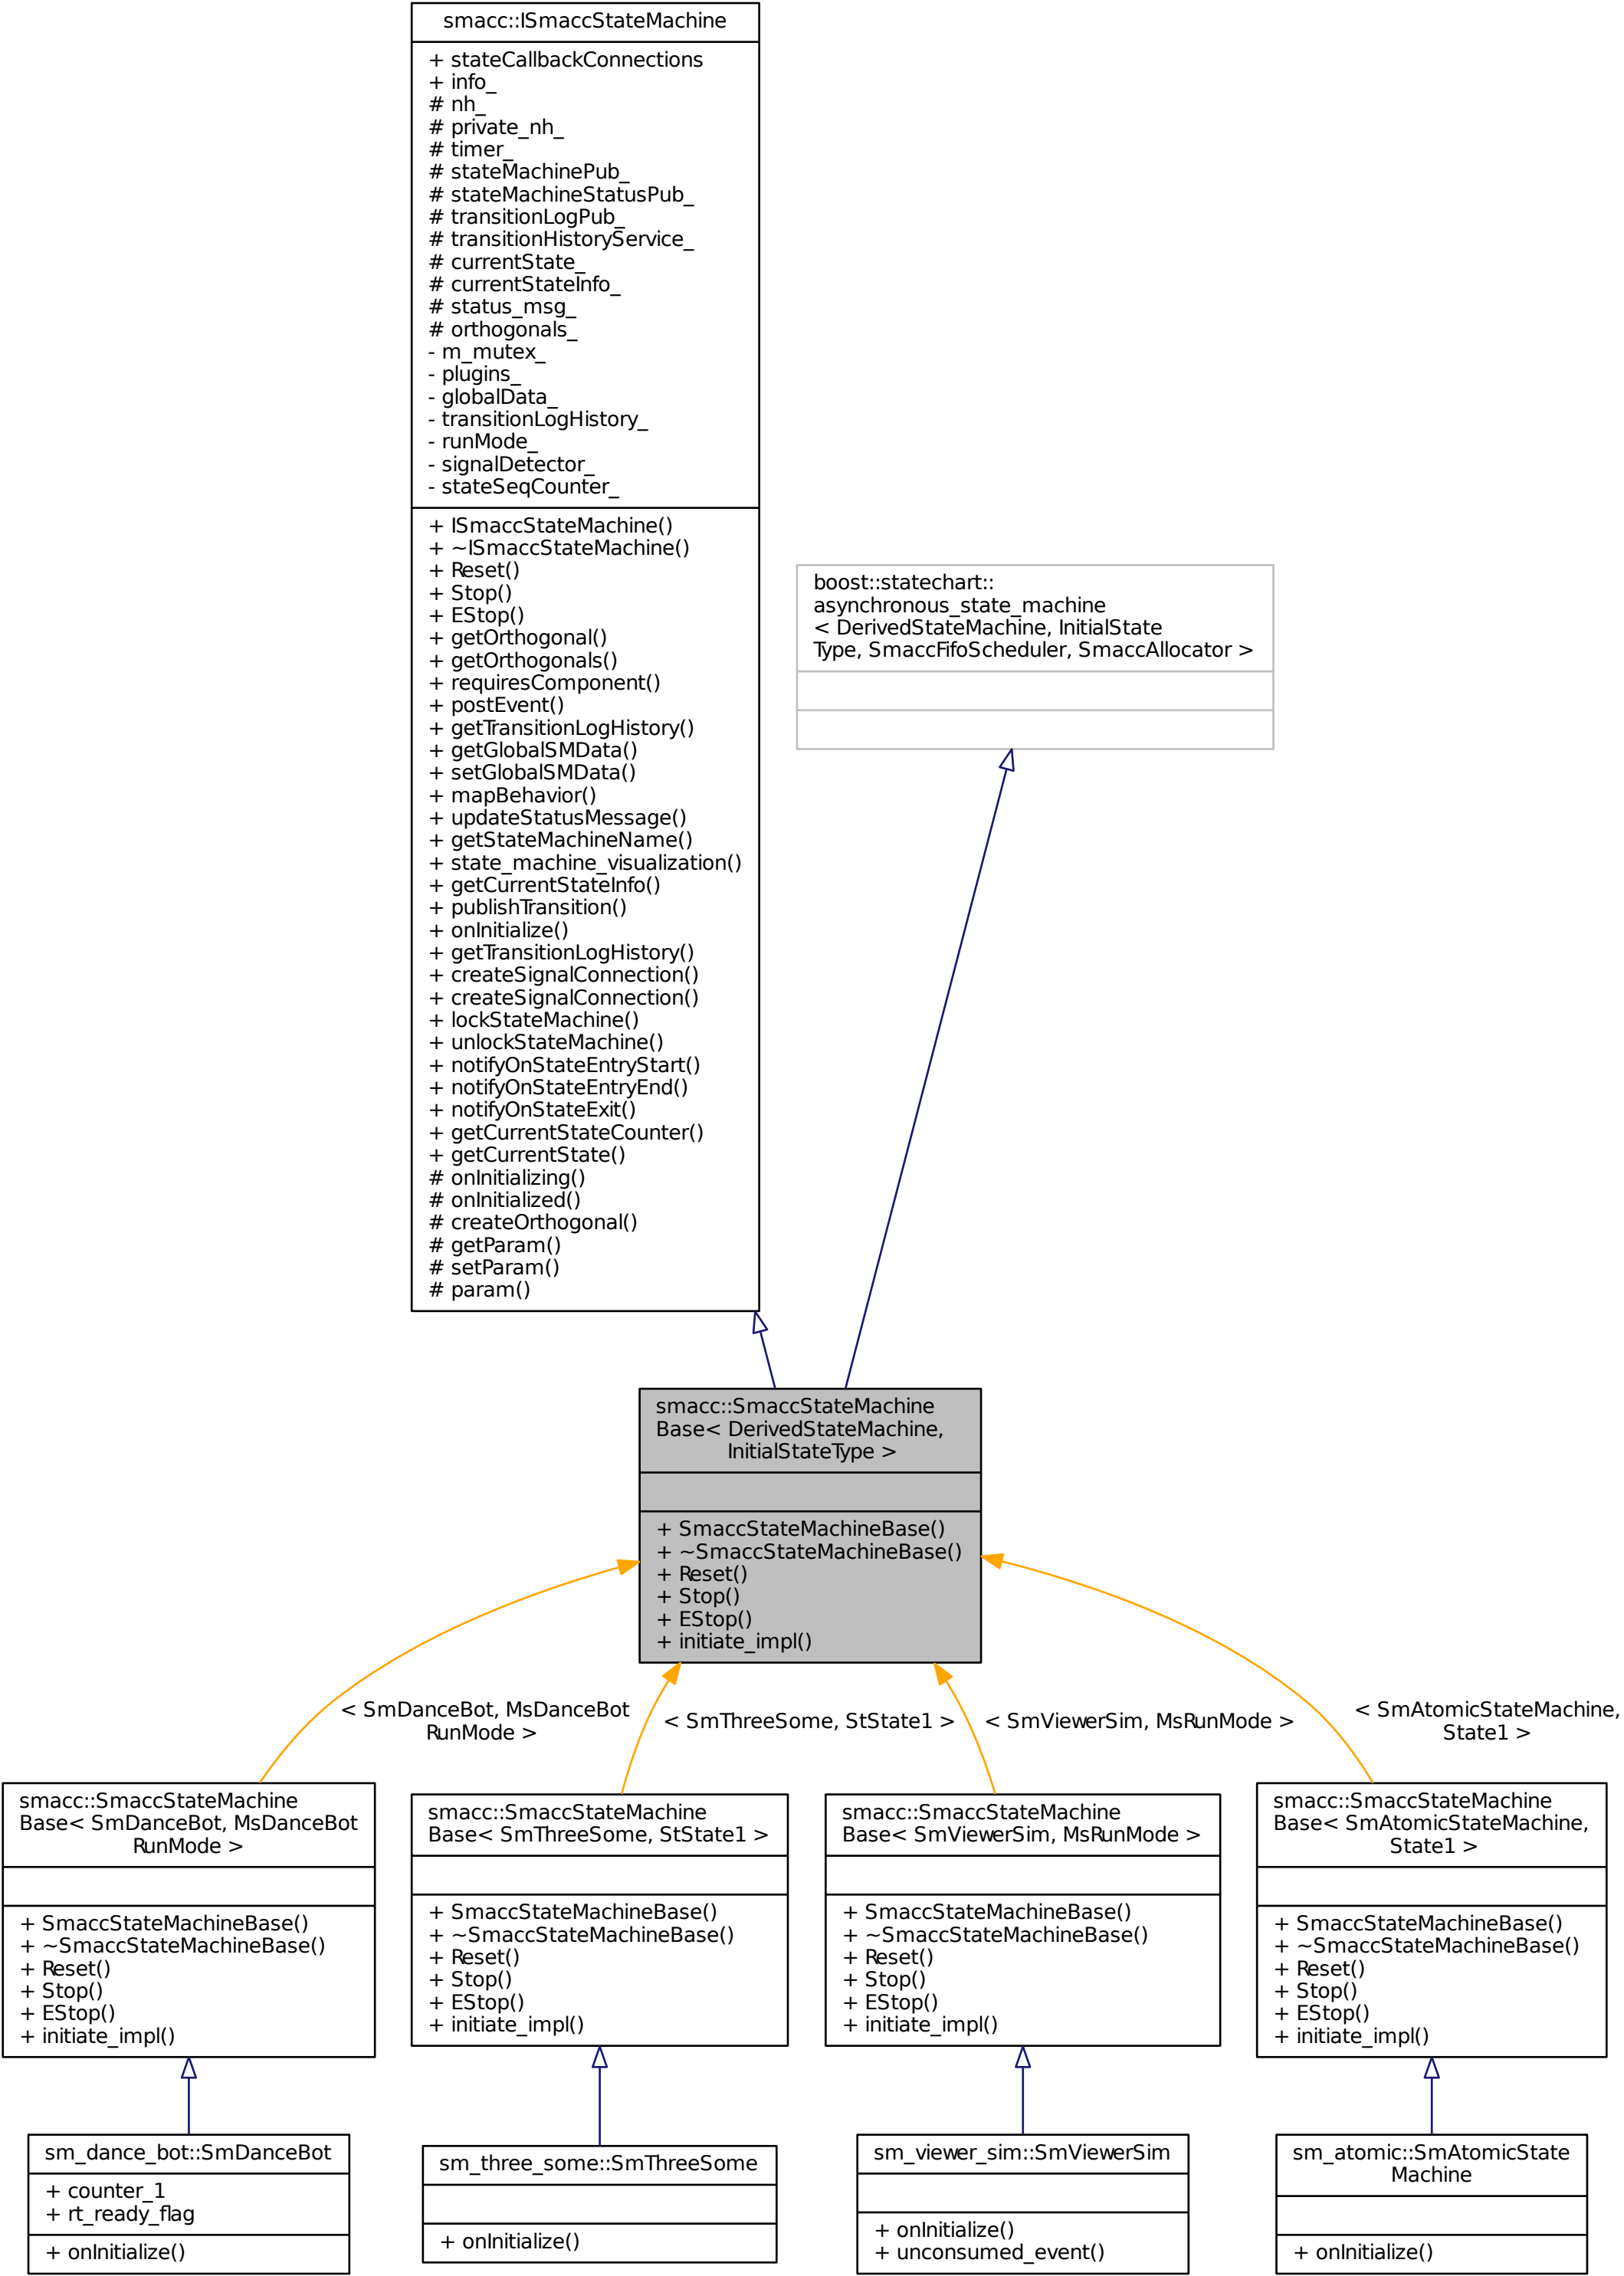 smacc::ISmaccStateMachine
+ stateCallbackConnections
+ info_
# nh_
# private_nh_
# timer_
# stateMachinePub_
# stateMachineStatusPub_
# transitionLogPub_
# transitionHistoryService_
# currentState_
# currentStateInfo_
# status_msg_
# orthogonals_
- m_mutex_
- plugins_
- globalData_
- transitionLogHistory_
- runMode_
- signalDetector_
- stateSeqCounter_
+ ISmaccStateMachine()
+ ~ISmaccStateMachine()
+ Reset()
+ Stop()
+ EStop()
+ getOrthogonal()
+ getOrthogonals()
+ requiresComponent()
+ postEvent()
+ getTransitionLogHistory()
+ getGlobalSMData()
+ setGlobalSMData()
+ mapBehavior()
+ updateStatusMessage()
+ getStateMachineName()
+ state_machine_visualization()
+ getCurrentStateInfo()
+ publishTransition()
+ onInitialize()
+ getTransitionLogHistory()
+ createSignalConnection()
+ createSignalConnection()
+ lockStateMachine()
+ unlockStateMachine()
+ notifyOnStateEntryStart()
+ notifyOnStateEntryEnd()
+ notifyOnStateExit()
+ getCurrentStateCounter()
+ getCurrentState()
# onInitializing()
# onInitialized()
# createOrthogonal()
# getParam()
# setParam()
# param()
boost::statechart::
asynchronous_state_machine
< DerivedStateMachine, InitialState
Type, SmaccFifoScheduler, SmaccAllocator >
smacc::SmaccStateMachine
Base< DerivedStateMachine,
InitialStateType >
+ SmaccStateMachineBase()
+ ~SmaccStateMachineBase()
+ Reset()
+ Stop()
+ EStop()
+ initiate_impl()
< SmDanceBot, MsDanceBot
RunMode >
< SmThreeSome, StState1 >
< SmViewerSim, MsRunMode >
< SmAtomicStateMachine,
State1 >
smacc::SmaccStateMachine
Base< SmDanceBot, MsDanceBot
RunMode >
+ SmaccStateMachineBase()
+ ~SmaccStateMachineBase()
+ Reset()
+ Stop()
+ EStop()
+ initiate_impl()
smacc::SmaccStateMachine
Base< SmThreeSome, StState1 >
+ SmaccStateMachineBase()
+ ~SmaccStateMachineBase()
+ Reset()
+ Stop()
+ EStop()
+ initiate_impl()
smacc::SmaccStateMachine
Base< SmViewerSim, MsRunMode >
+ SmaccStateMachineBase()
+ ~SmaccStateMachineBase()
+ Reset()
+ Stop()
+ EStop()
+ initiate_impl()
smacc::SmaccStateMachine
Base< SmAtomicStateMachine,
State1 >
+ SmaccStateMachineBase()
+ ~SmaccStateMachineBase()
+ Reset()
+ Stop()
+ EStop()
+ initiate_impl()
sm_dance_bot::SmDanceBot
+ counter_1
+ rt_ready_flag
+ onInitialize()
sm_three_some::SmThreeSome
+ onInitialize()
sm_viewer_sim::SmViewerSim
+ onInitialize()
+ unconsumed_event()
sm_atomic::SmAtomicState
Machine
+ onInitialize()